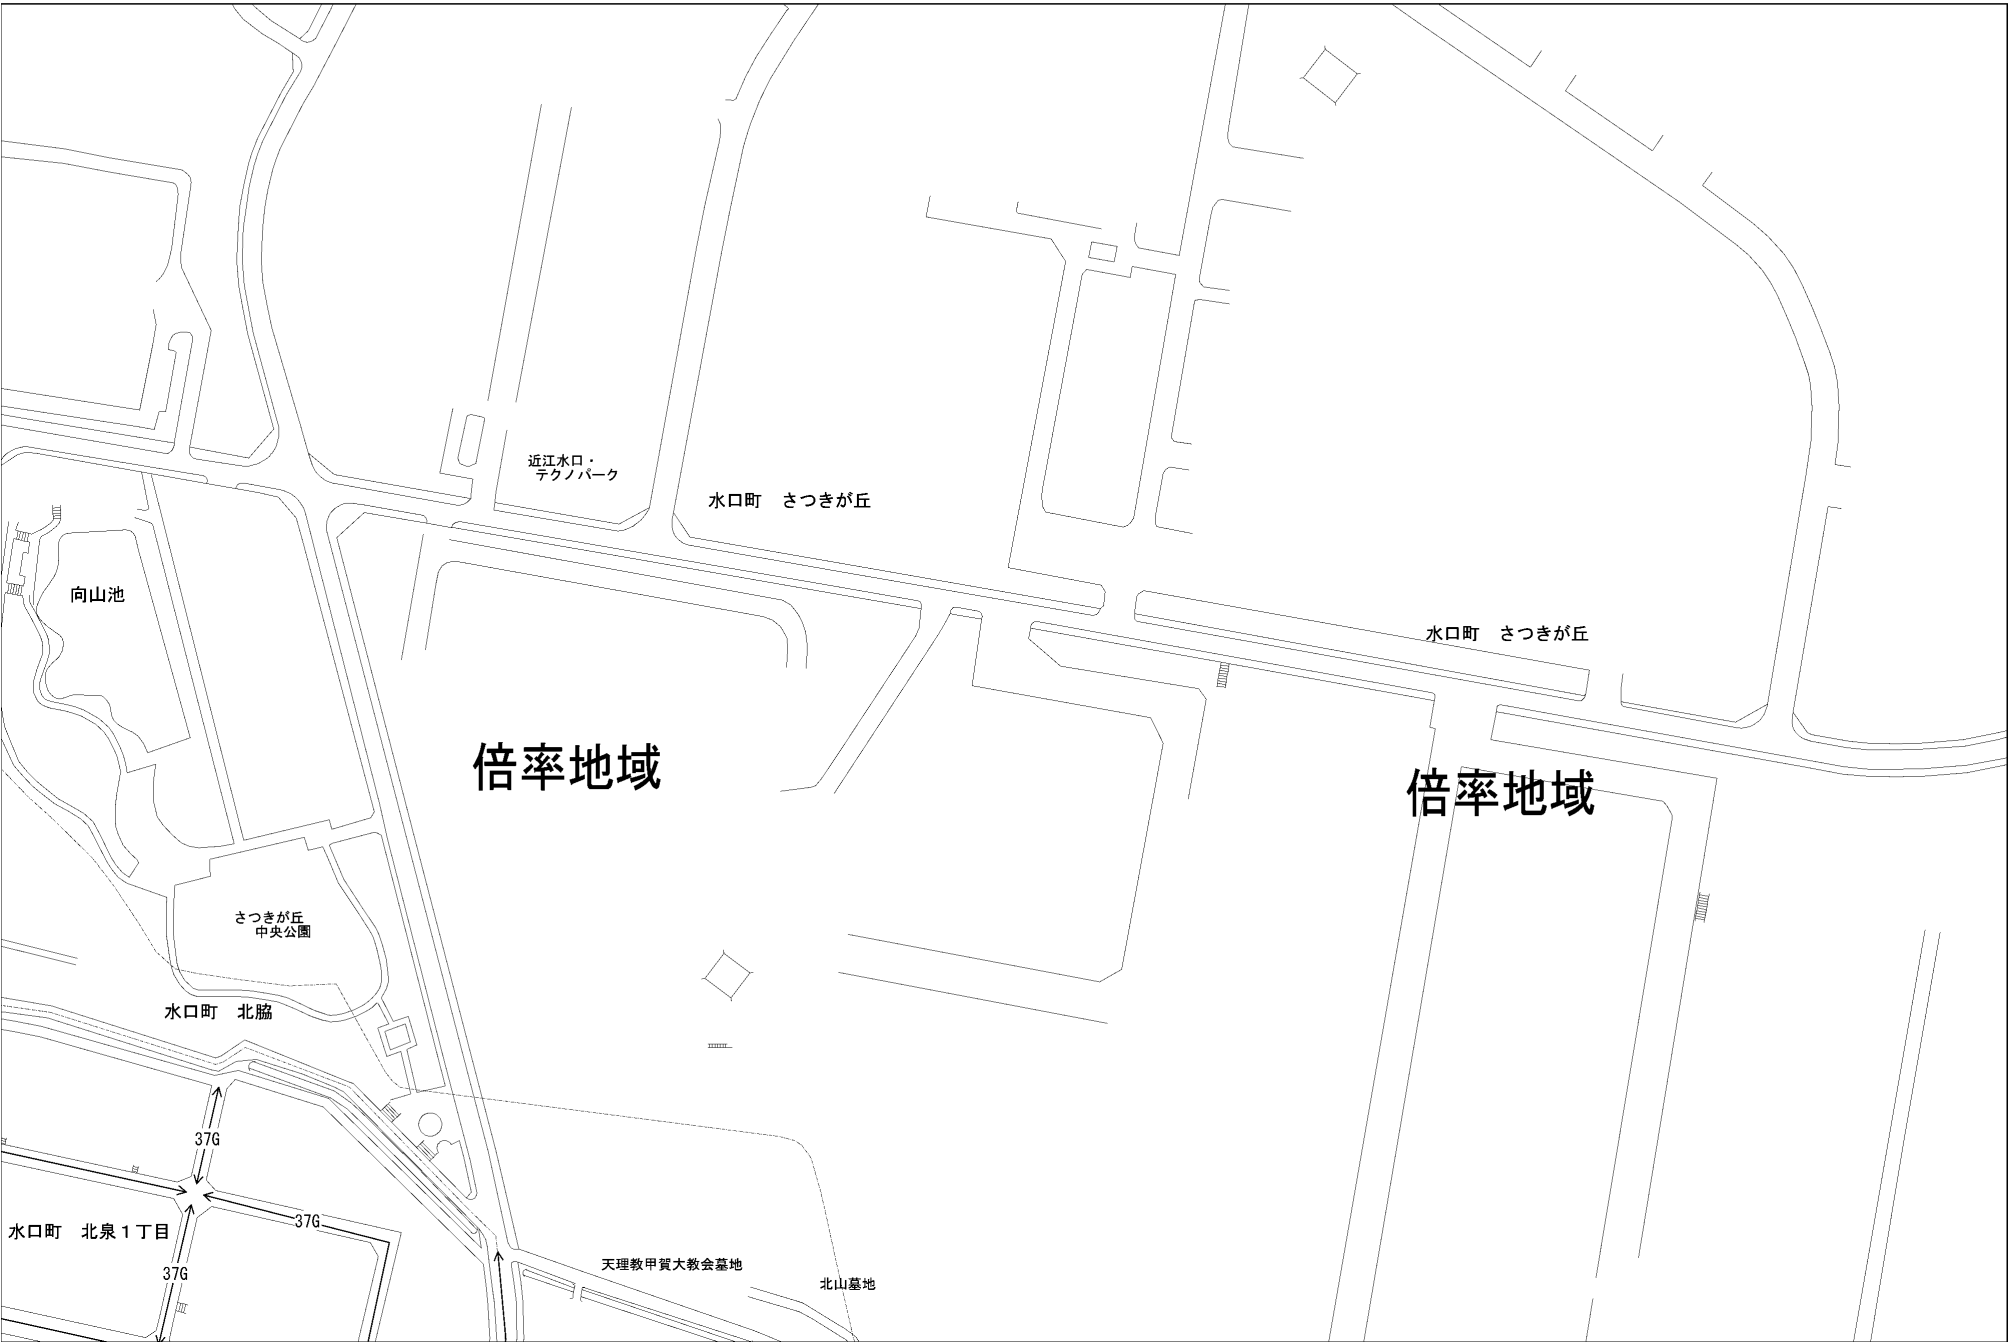 近江水口・
テクノパーク
水口町　さつきが丘
向山池
水口町　さつきが丘
倍率地域
倍率地域
さつきが丘
中央公園
水口町　北脇
37G
37G
水口町　北泉１丁目
37G
天理教甲賀大教会墓地
北山墓地